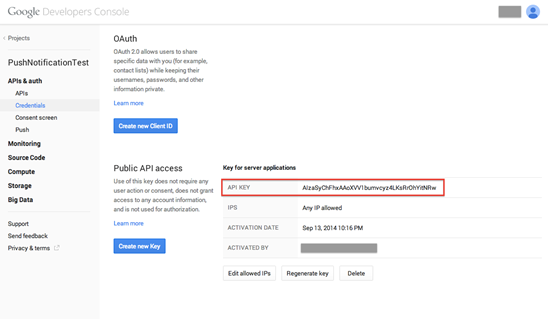 Google Developers Console
Projects
PushNotificationTest
APIs & auth
APIs
Credentials
Consent screen
Push
Monitoring
Source Code
Compute
Storage
Big Data
Support
Send feedback
Privacy & terms
OAuth
OAuth 2.0 allows users to share
specific data with you (for example,
contact lists) while keeping their
usernames, passwords, and other
information private.
Learn more
Create new Client ID
Public API access
Use of this key does not require any
user action or consent, does not grant
access to any account information,
and is not used for authorization.
Learn more
Create new Key
Key for server applications
API KEY
IPS Any IP allowed
ACTIVATION DATE Sep 13, 2014 10:16 PM
ACTIVATED BY
Edit allowed IPs Regenerate key Delete